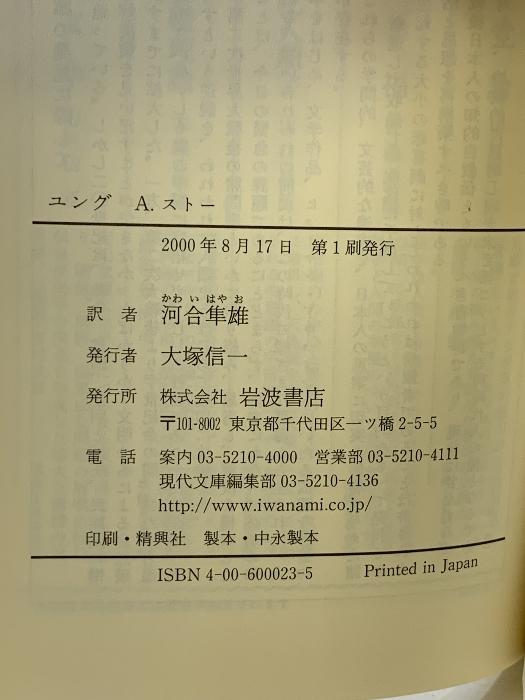 ユング A.ストー
2000年8月17日 第1刷発行
かわ い はや お
訳 者 河合隼雄
発行者 大塚信一
発行所 株式会社 岩波書店
〒101-8002 東京都千代田区一ツ橋 2-5-5
電 話 案内 03-5210-4000 営業部 03-5210-4111
現代文庫編集部 03-5210-4136
http://www.iwanami.co.jp/
印刷・精興社 製本・中永製本
ISBN 4-00-600023-5 Printed in Japan